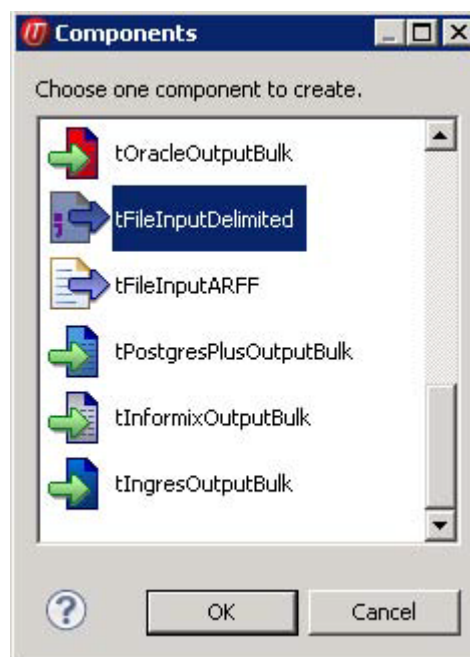 Components
Choose one component to create.
tOracleOutputBulk
tFileInputDelimited
tFileInputARFF
tPostgresPlusOutputBulk
tInformixOutputBulk
tIngresOutputBulk
?
OK
Cancel